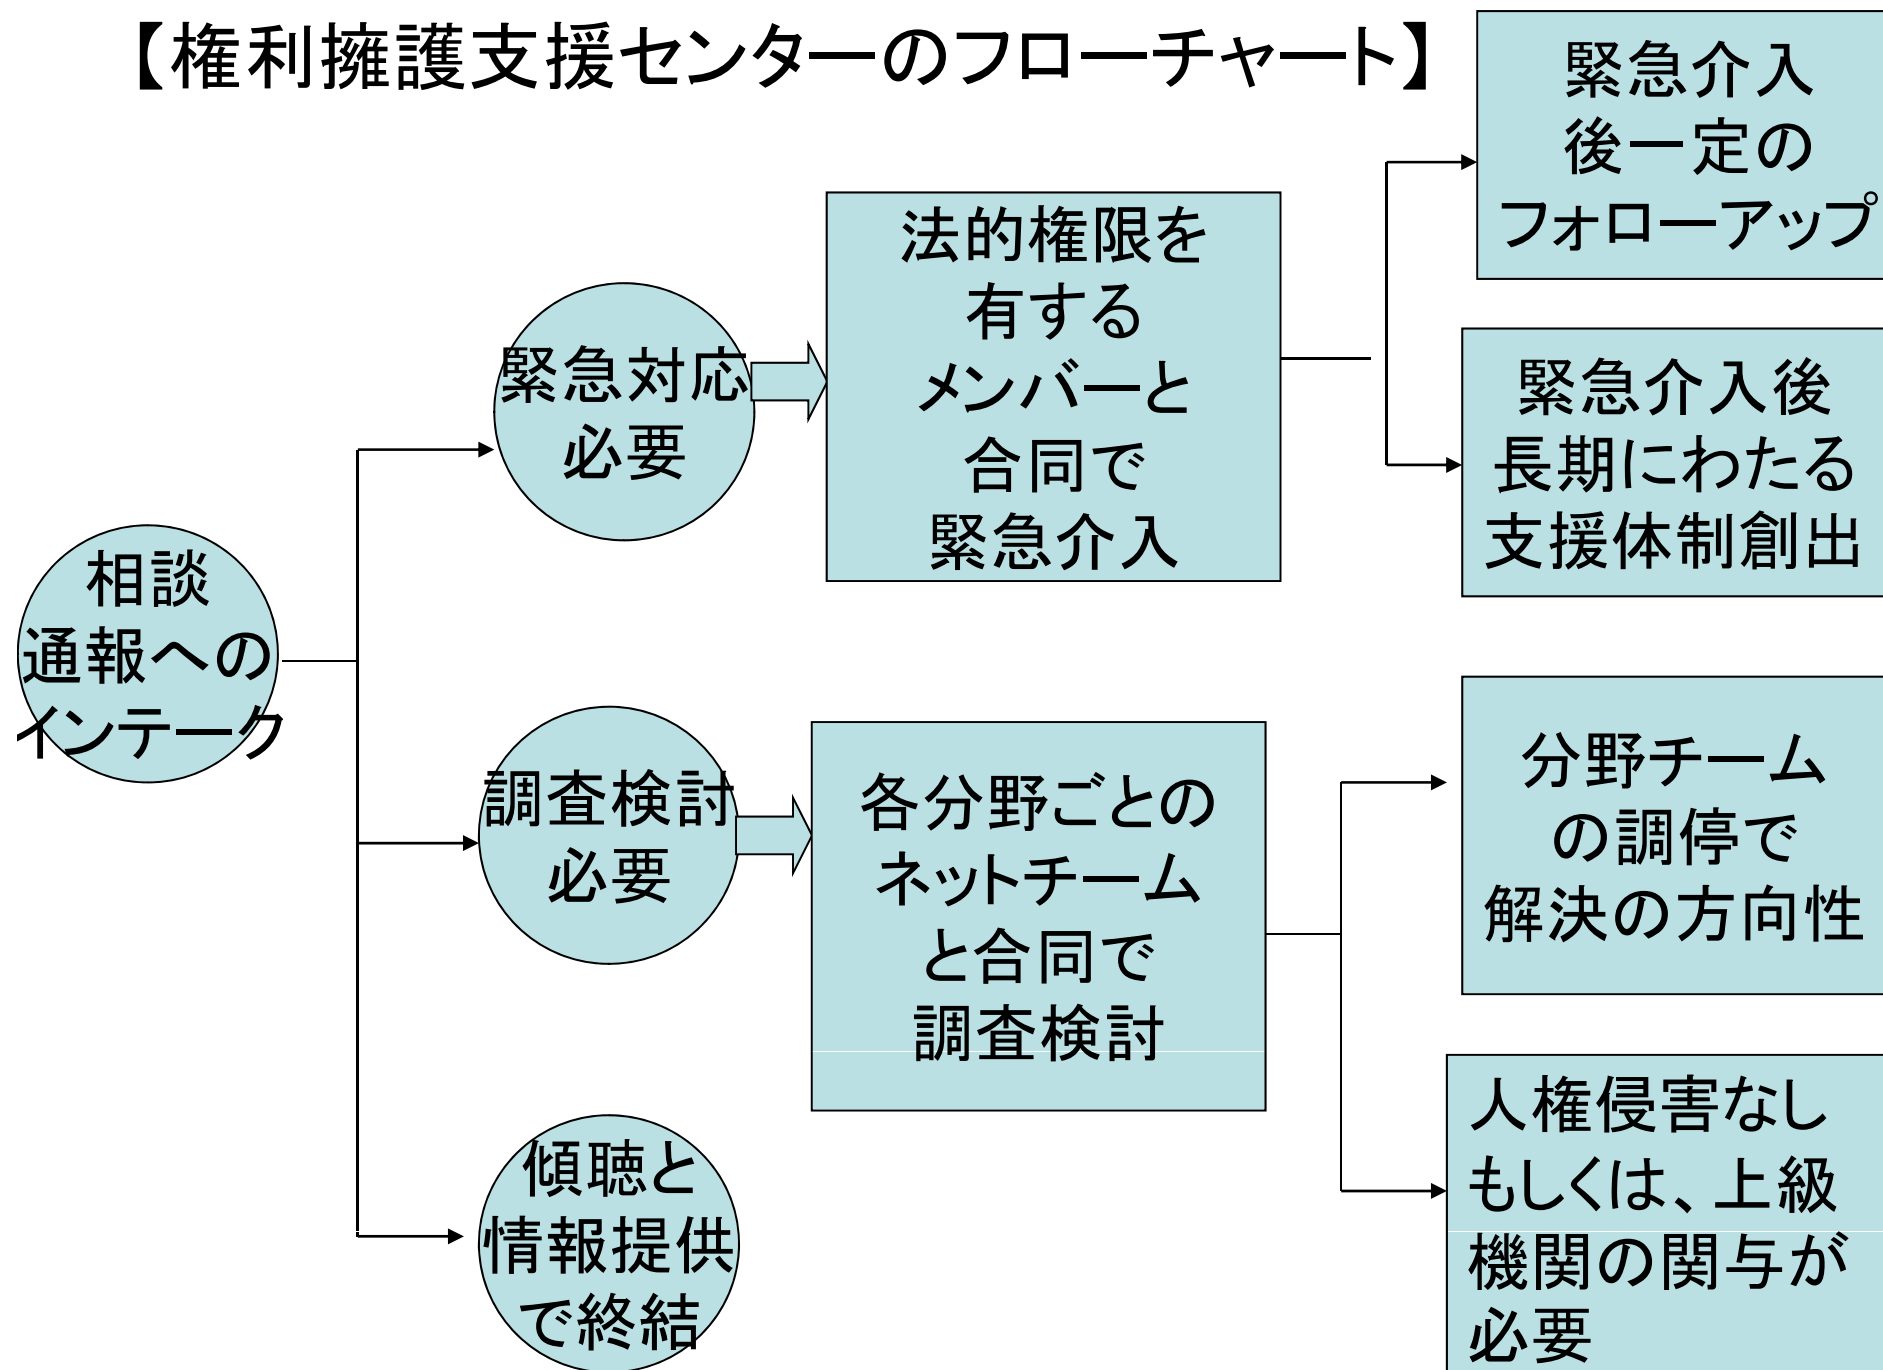 【権利擁護支援センターのフローチャート】
相談
通報への
インテーク
緊急対応
必要
法的権限を
有する
メンバーと
合同で
緊急介入
緊急介入
後一定の
フォローアップ
緊急介入後
長期にわたる
支援体制創出
調査検討
必要
各分野ごとの
ネットチーム
と合同で
調査検討
分野チーム
の調停で
解決の方向性
人権侵害なし
もしくは、上級
機関の関与が
必要
傾聴と
情報提供
で終結